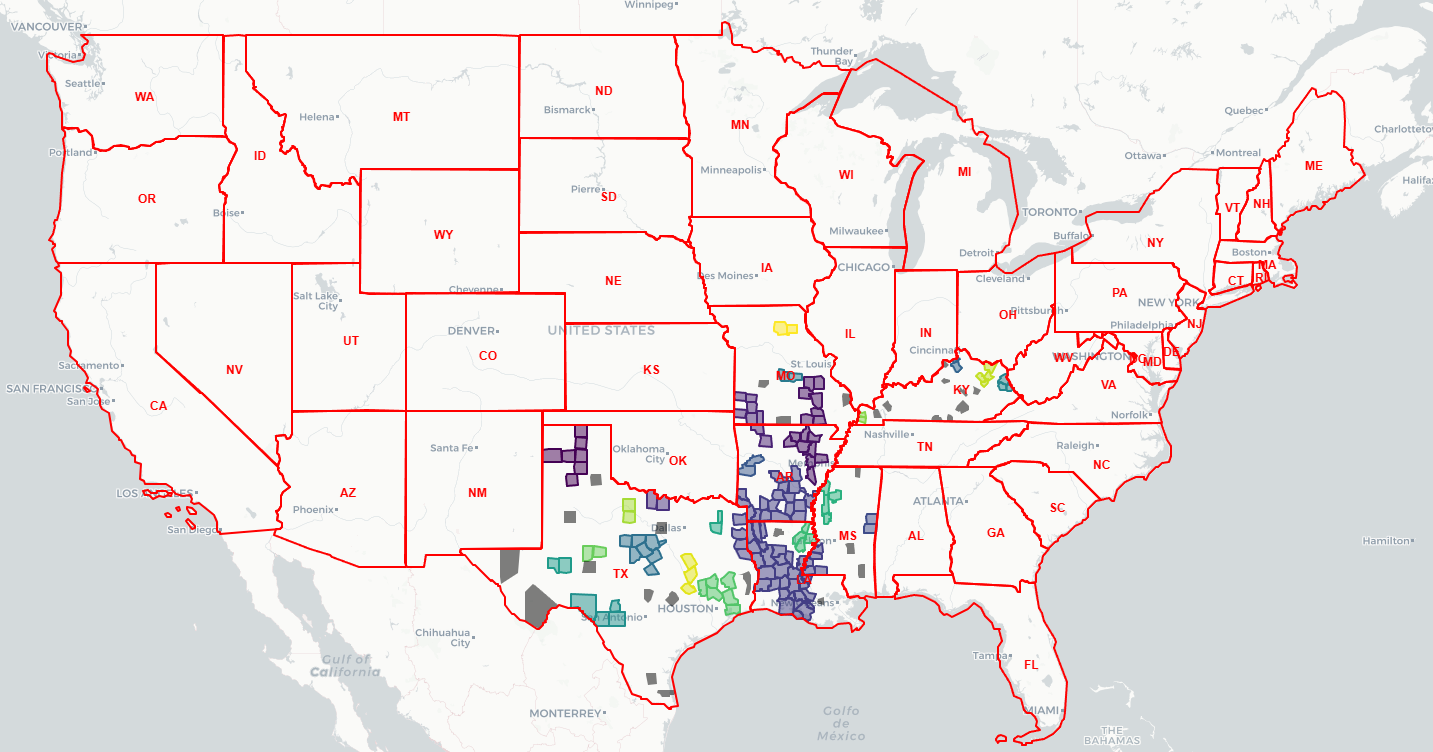 Winnipeg
VANCOUVER
Victoria
Thunder
Bay
Seattle
WA
ND
MT
Bismarck
MN
Helena
Quebec
Charlotteto
Portland
ID
Ottawa
Montreal
ME
Minneapolis
WI
MI
Halifax
OR
Pierre
SD
Boise
VT
NH
TORONTO
WY
Milwaukee
Buffalo
NY
Detroit
Boston
CHICAGO
IA
MA
Des Moines
Cleveland
NE
CT
RI
Cheyenne
PA
Salt Lake
City
NEW YORK
OH
Pittsburgh
UNITED STATES
DENVER
IL
IN
Philadelphia
NJ
UT
CO
Cincinnati
DE
Sacramento
WV
WASHINGTON
DC
MD
NV
KS
St. Louis
MO
SAN FRANCISCO
San Jose
CA
KY
VA
Norfolk
Santa Fe
Oklahoma
City
Nashville
TN
Raleigh
OK
Memphis
NC
AR
LOS ANGELES
AZ
NM
Phoenix
ATLANTA
SC
San Diego
Dallas
MS
AL
GA
Hamilton
TX
HOUSTON
New Orleans
San Antonio
Chihuahua
City
Gulf of
California
Tampa
FL
MONTERREY
Golfo
de
México
MIAMI
THE
BAHAMAS